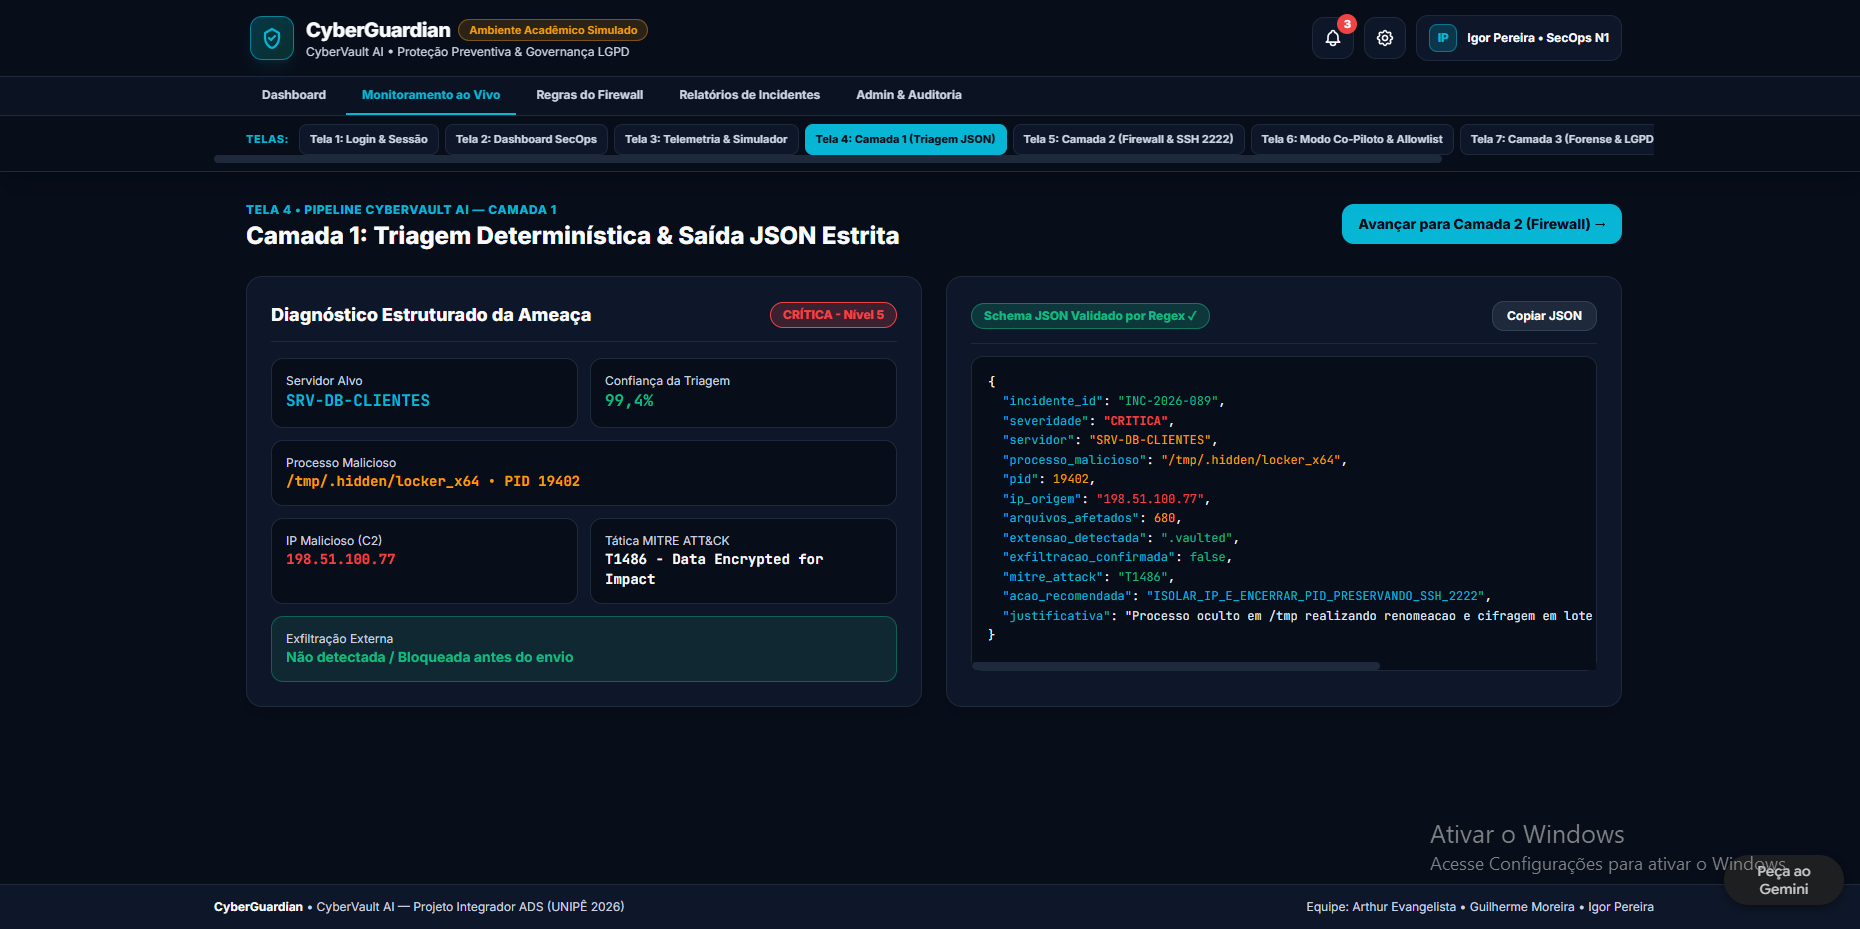 CyberGuardian
Ambiente Acadêmico Simulado
CyberVault AI • Proteção Preventiva & Governança LGPD
3
IP
Igor Pereira • SecOps N1
Dashboard
Monitoramento ao Vivo
Regras do Firewall
Relatórios de Incidentes
Admin & Auditoria
TELAS:
Tela 1: Login & Sessão
Tela 2: Dashboard SecOps
Tela 3: Telemetria & Simulador
Tela 4: Camada 1 (Triagem JSON)
Tela 5: Camada 2 (Firewall & SSH 2222)
Tela 6: Modo Co-Piloto & Allowlist
Tela 7: Camada 3 (Forense & LGPD
TELA 4 • PIPELINE CYBERVAULT AI — CAMADA 1
Camada 1: Triagem Determinística & Saída JSON Estrita
Avançar para Camada 2 (Firewall) →
Diagnóstico Estruturado da Ameaça
CRÍTICA - Nível 5
Servidor Alvo
SRV-DB-CLIENTES
Confiança da Triagem
99,4%
Processo Malicioso
/tmp/.hidden/locker_x64 • PID 19402
IP Malicioso (C2)
198.51.100.77
Tática MITRE ATT&CK
T1486 - Data Encrypted for
Impact
Exfiltração Externa
Não detectada / Bloqueada antes do envio
Schema JSON Validado por Regex ✓
Copiar JSON
{
"incidente_id": "INC-2026-089",
"severidade": "CRITICA",
"servidor": "SRV-DB-CLIENTES",
"processo_malicioso": "/tmp/.hidden/locker_x64",
"pid": 19402,
"ip_origem": "198.51.100.77",
"arquivos_afetados": 680,
"extensao_detectada": ".vaulted",
"exfiltracao_confirmada": false,
"mitre_attack": "T1486",
"acao_recomendada": "ISOLAR_IP_E_ENCERRAR_PID_PRESERVANDO_SSH_2222",
"justificativa": "Processo oculto em /tmp realizando renomeacao e cifragem em lote
}
Ativar o Windows
Acesse Configurações para ativar o Windows.
Peça ao
Gemini
CyberGuardian • CyberVault AI — Projeto Integrador ADS (UNIPÊ 2026)
Equipe: Arthur Evangelista • Guilherme Moreira • Igor Pereira